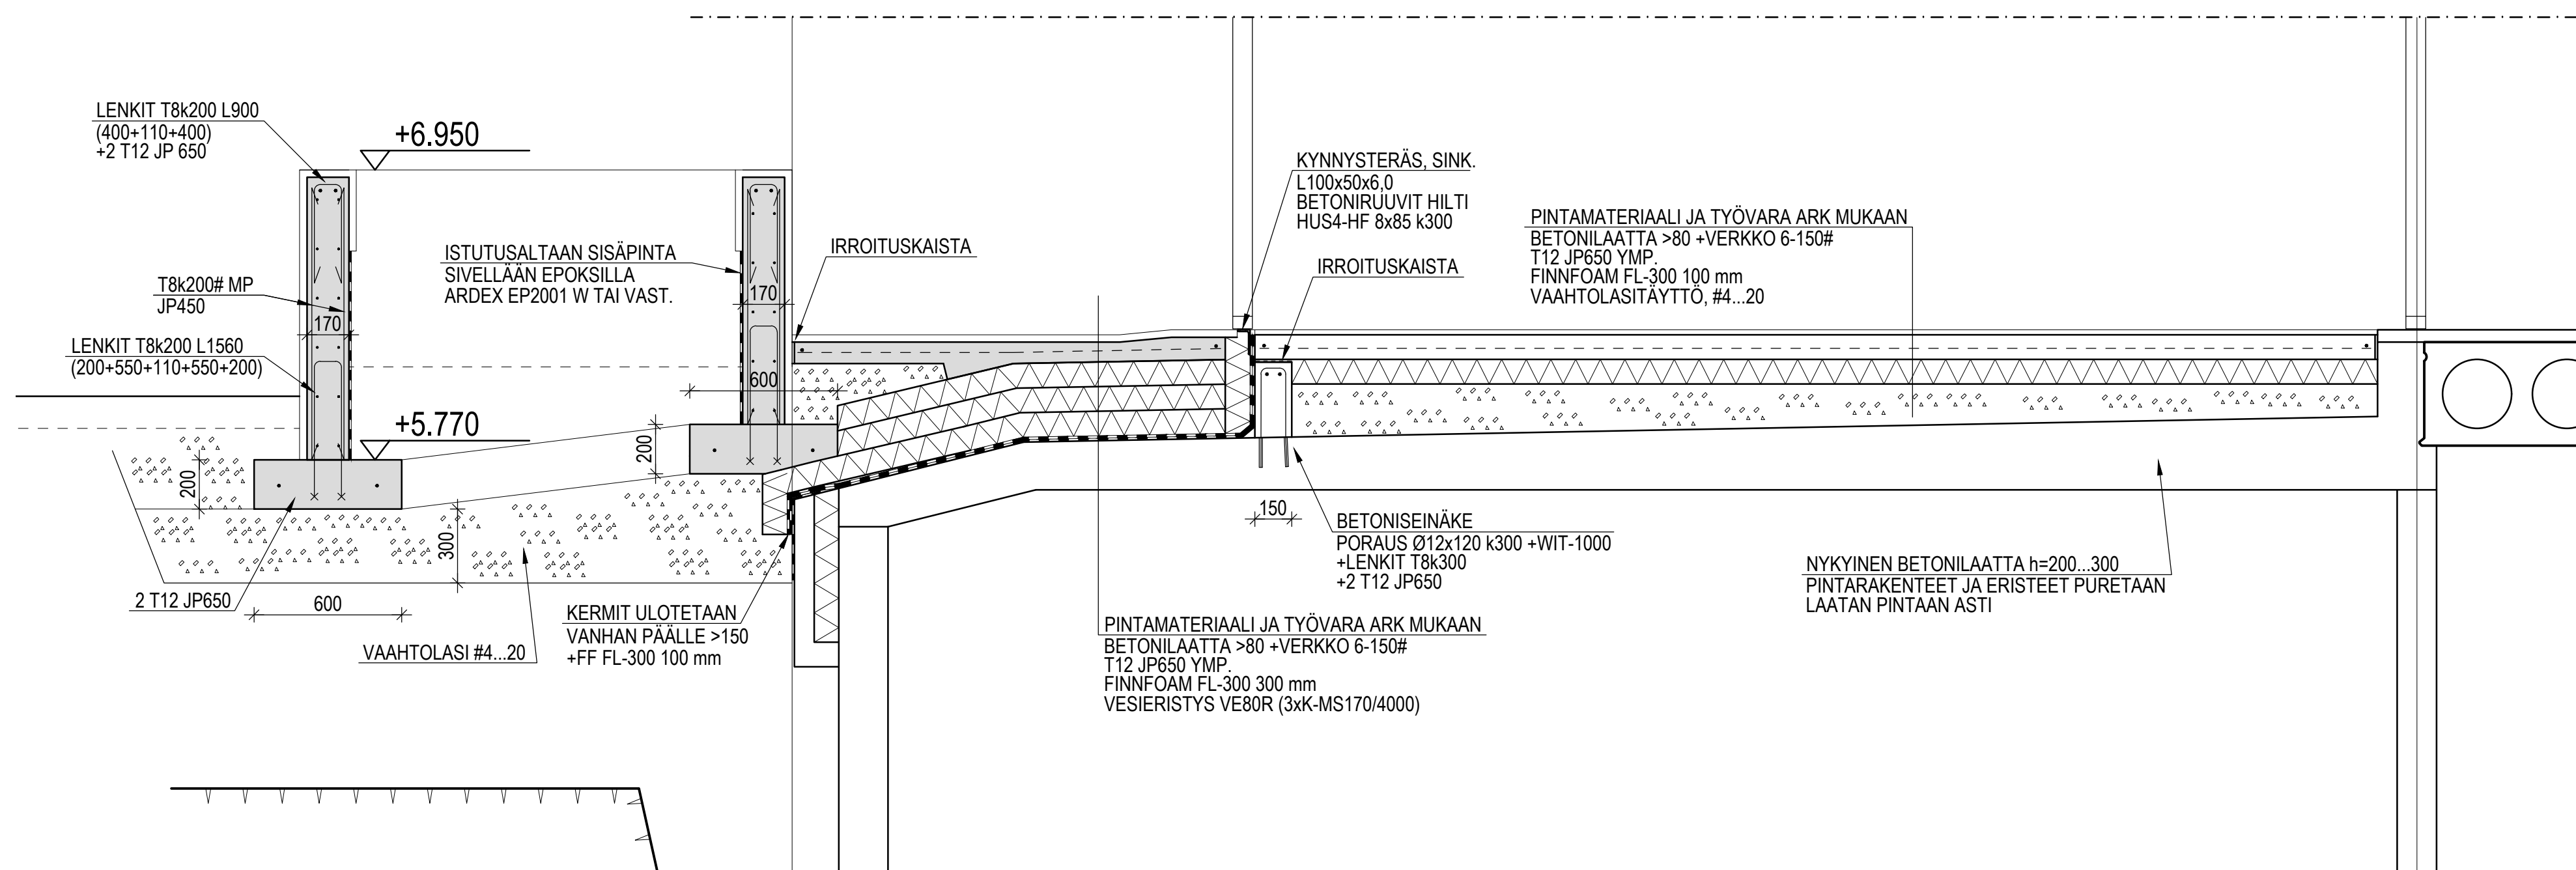 LENKIT T8k200 L900
(400+110+400)
+2 T12 JP 650
+6.950
T8k200# MP
JP450
170
LENKIT T8k200 L1560
(200+550+110+550+200)
+5.770
200
2 T12 JP650
600
300
VAAHTOLASI #4...20
ISTUTUSALTAAN SISÄPINTA
SIVELLÄÄN EPOKSILLA
ARDEX EP2001 W TAI VAST.
170
600
200
IRROITUSKAISTA
KERMIT ULOTETAAN
VANHAN PÄÄLLE >150
+FF FL-300 100 mm
KYNNYSTERÄS, SINK.
L100x50x6,0
BETONIRUUVIT HILTI
HUS4-HF 8x85 k300
IRROITUSKAISTA
PINTAMATERIAALI JA TYÖVARA ARK MUKAAN
BETONILAATTA >80 +VERKKO 6-150#
T12 JP650 YMP.
FINNFOAM FL-300 100 mm
VAAHTOLASITÄYTTÖ, #4...20
150
BETONISEINÄKE
PORAUS Ø12x120 k300 +WIT-1000
+LENKIT T8k300
+2 T12 JP650
PINTAMATERIAALI JA TYÖVARA ARK MUKAAN
BETONILAATTA >80 +VERKKO 6-150#
T12 JP650 YMP.
FINNFOAM FL-300 300 mm
VESIERISTYS VE80R (3xK-MS170/4000)
NYKYINEN BETONILAATTA h=200...300
PINTARAKENTEET JA ERISTEET PURETAAN
LAATAN PINTAAN ASTI